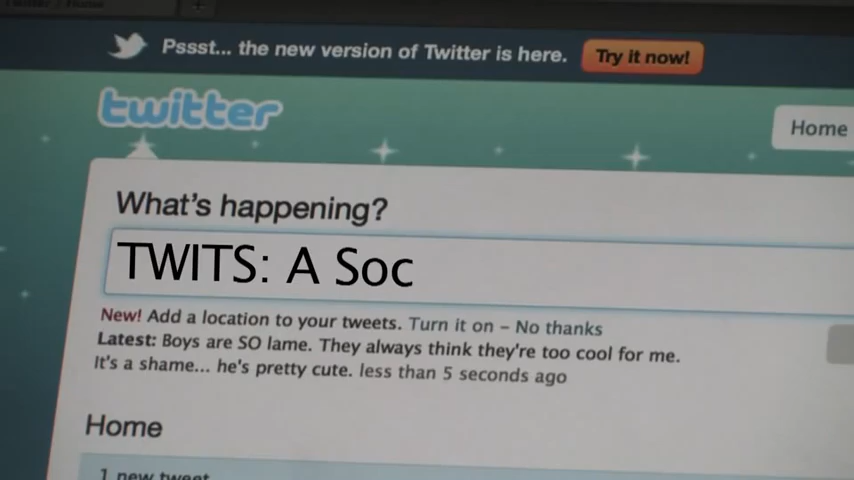 Pssst... the new version of Twitter is here. Try it now!
twitter
Home
What's happening?
TWITS: A Soc
New! Add a location to your tweets. Turn it on – No thanks
Latest: Boys are SO lame. They always think they're too cool for me.
It's a shame... he's pretty cute. less than 5 seconds ago
Home
1 new tweet